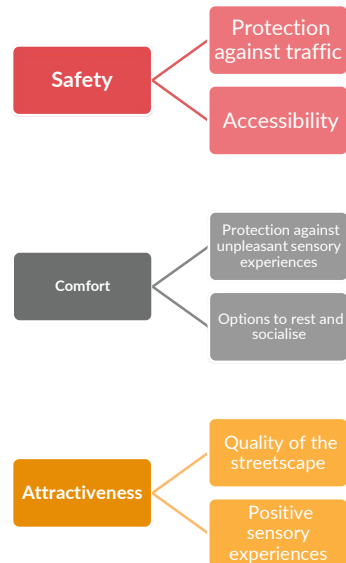 Safety
Protection
against traffic
Accessibility
Comfort
Protection against
unpleasant sensory
experiences
Options to rest and
socialise
Attractiveness
Quality of the
streetscape
Positive
sensory
experiences